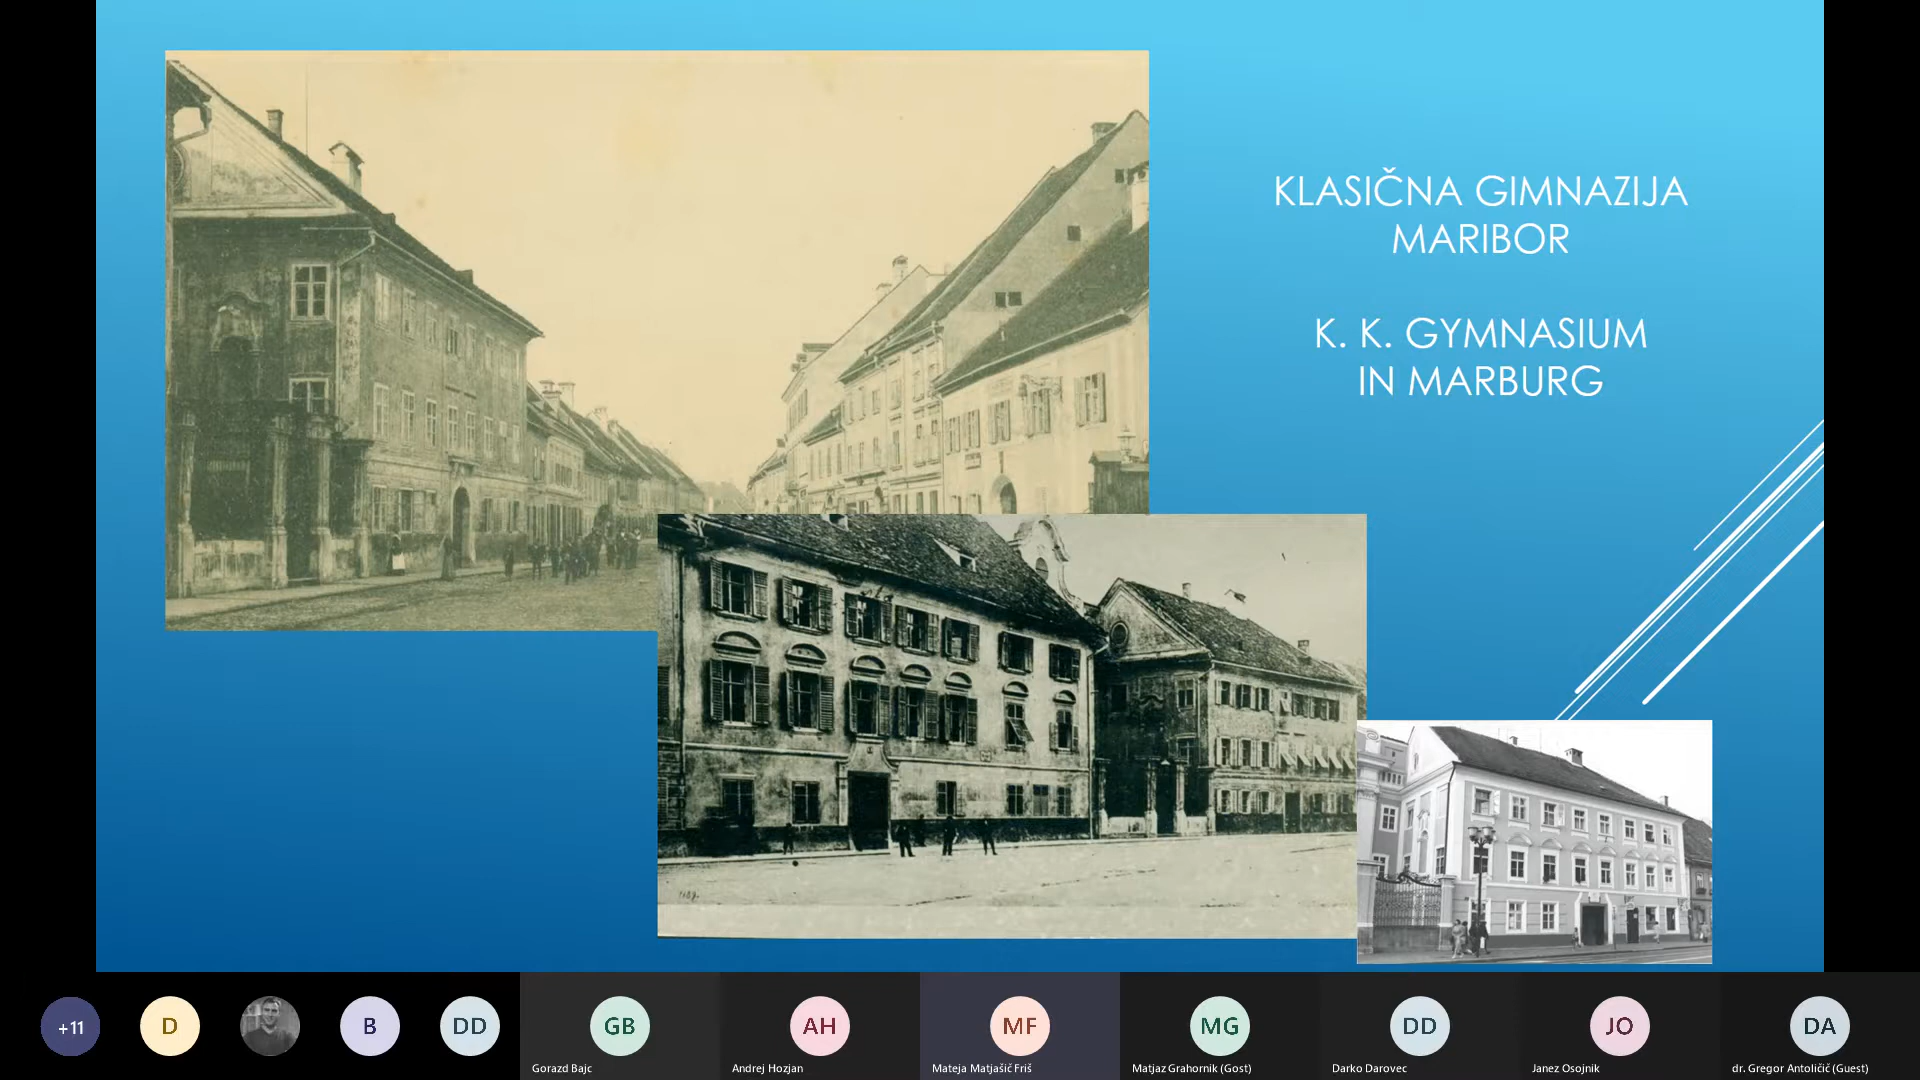 KLASIČNA GIMNAZIJA
MARIBOR
K. K. GYMNASIUM
IN MARBURG
+11
D
B
DD
GB
AH
MF
MG
DD
JO
DA
Gorazd Bajc
Andrej Hozjan
Mateja Matjašič Friš
Matjaz Grahornik (Gost)
Darko Darovec
Janez Osojnik
dr. Gregor Antoličič (Guest)